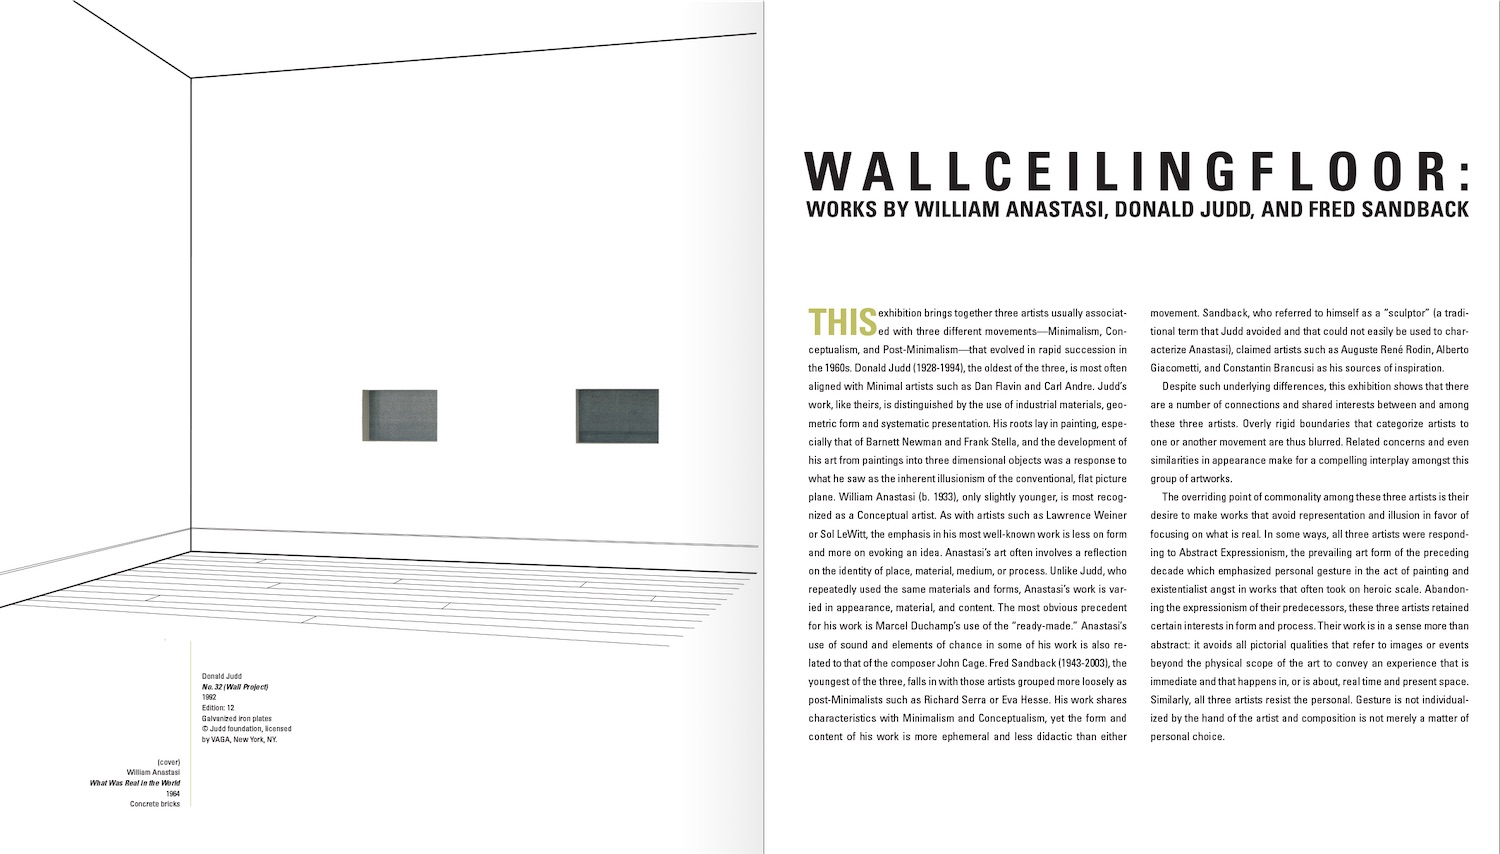 Donald Judd
No. 32 (Wall Project)
1992
Edition: 12
Galvanized iron plates
© Judd foundation, licensed
by VAGA, New York, NY.
(cover)
William Anastasi
What Was Real in the World
1964
Concrete bricks
WALLCEILINGFLOOR:
WORKS BY WILLIAM ANASTASI, DONALD JUDD, AND FRED SANDBACK
THIS exhibition brings together three artists usually associat-
ed with three different movements—Minimalism, Con-
ceptualism, and Post-Minimalism—that evolved in rapid succession in
the 1960s. Donald Judd (1928-1994), the oldest of the three, is most often
aligned with Minimal artists such as Dan Flavin and Carl Andre. Judd's
work, like theirs, is distinguished by the use of industrial materials, geo-
metric form and systematic presentation. His roots lay in painting, espe-
cially that of Barnett Newman and Frank Stella, and the development of
his art from paintings into three dimensional objects was a response to
what he saw as the inherent illusionism of the conventional, flat picture
plane. William Anastasi (b. 1933), only slightly younger, is most recog-
nized as a Conceptual artist. As with artists such as Lawrence Weiner
or Sol LeWitt, the emphasis in his most well-known work is less on form
and more on evoking an idea. Anastasi's art often involves a reflection
on the identity of place, material, medium, or process. Unlike Judd, who
repeatedly used the same materials and forms, Anastasi's work is var-
ied in appearance, material, and content. The most obvious precedent
for his work is Marcel Duchamp's use of the "ready-made." Anastasi's
use of sound and elements of chance in some of his work is also re-
lated to that of the composer John Cage. Fred Sandback (1943-2003), the
youngest of the three, falls in with those artists grouped more loosely as
post-Minimalists such as Richard Serra or Eva Hesse. His work shares
characteristics with Minimalism and Conceptualism, yet the form and
content of his work is more ephemeral and less didactic than either
movement. Sandback, who referred to himself as a "sculptor" (a tradi-
tional term that Judd avoided and that could not easily be used to char-
acterize Anastasi), claimed artists such as Auguste René Rodin, Alberto
Giacometti, and Constantin Brancusi as his sources of inspiration.
Despite such underlying differences, this exhibition shows that there
are a number of connections and shared interests between and among
these three artists. Overly rigid boundaries that categorize artists to
one or another movement are thus blurred. Related concerns and even
similarities in appearance make for a compelling interplay amongst this
group of artworks.
The overriding point of commonality among these three artists is their
desire to make works that avoid representation and illusion in favor of
focusing on what is real. In some ways, all three artists were respond-
ing to Abstract Expressionism, the prevailing art form of the preceding
decade which emphasized personal gesture in the act of painting and
existentialist angst in works that often took on heroic scale. Abandon-
ing the expressionism of their predecessors, these three artists retained
certain interests in form and process. Their work is in a sense more than
abstract: it avoids all pictorial qualities that refer to images or events
beyond the physical scope of the art to convey an experience that is
immediate and that happens in, or is about, real time and present space.
Similarly, all three artists resist the personal. Gesture is not individual-
ized by the hand of the artist and composition is not merely a matter of
personal choice.